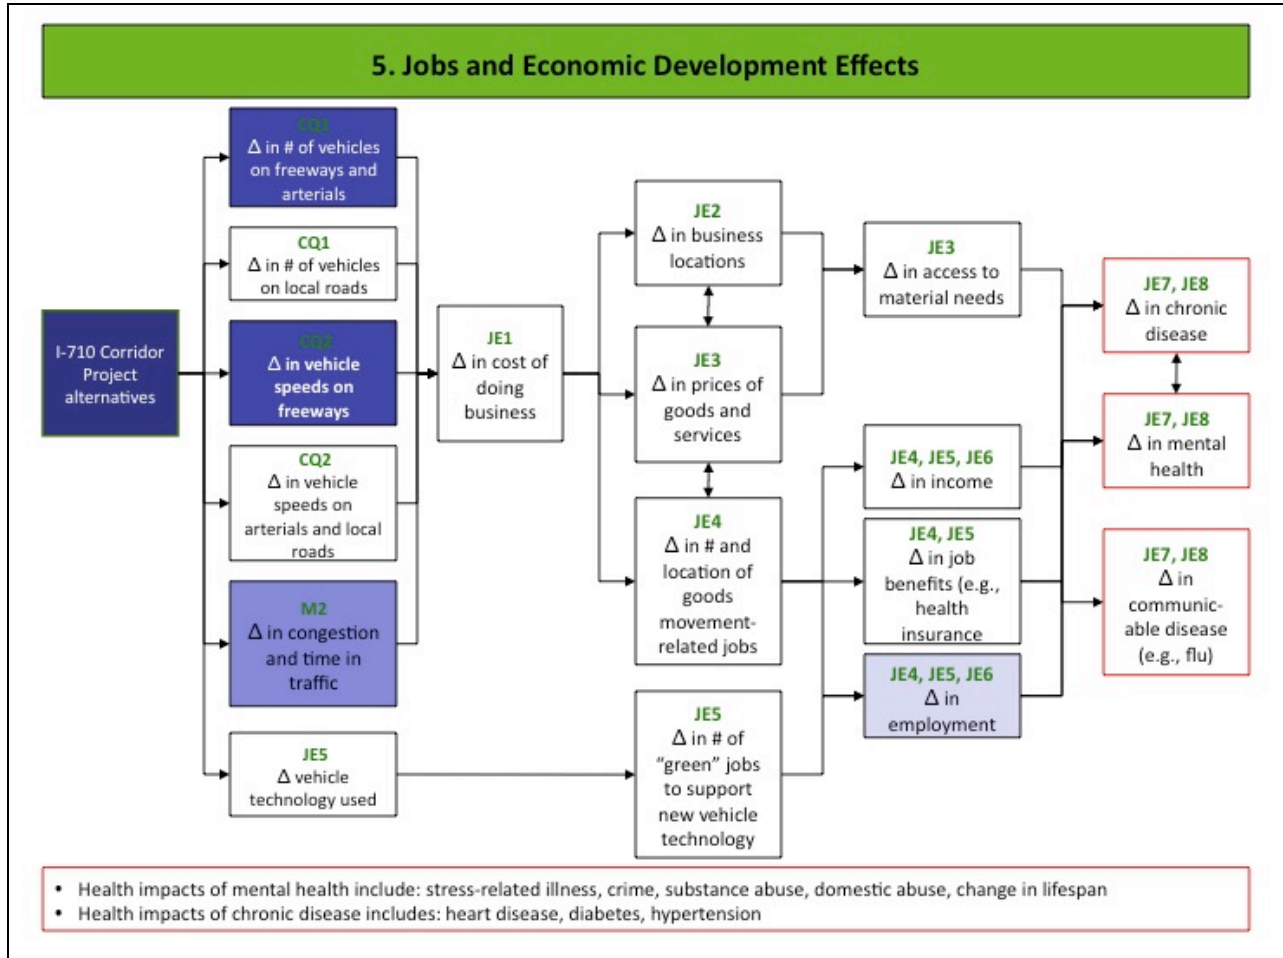 5. Jobs and Economic Development Effects
I-710 Corridor
Project
alternatives
CQ1
Δ in # of vehicles
on freeways and
arterials
CQ1
Δ in # of vehicles
on local roads
CQ2
Δ in vehicle
speeds on
freeways
CQ2
Δ in vehicle
speeds on
arterials and local
roads
M2
Δ in congestion
and time in
traffic
JE5
Δ vehicle
technology used
JE1
Δ in cost of
doing
business
JE2
Δ in business
locations
JE3
Δ in prices of
goods and
services
JE4
Δ in # and
location of
goods
movement-
related jobs
JE5
Δ in # of
“green” jobs
to support
new vehicle
technology
JE3
Δ in access to
material needs
JE4, JE5, JE6
Δ in income
JE4, JE5
Δ in job
benefits (e.g.,
health
insurance
JE4, JE5, JE6
Δ in
employment
JE7, JE8
Δ in chronic
disease
JE7, JE8
Δ in mental
health
JE7, JE8
Δ in
communic-
able disease
(e.g., flu)
• Health impacts of mental health include: stress-related illness, crime, substance abuse, domestic abuse, change in lifespan
• Health impacts of chronic disease includes: heart disease, diabetes, hypertension